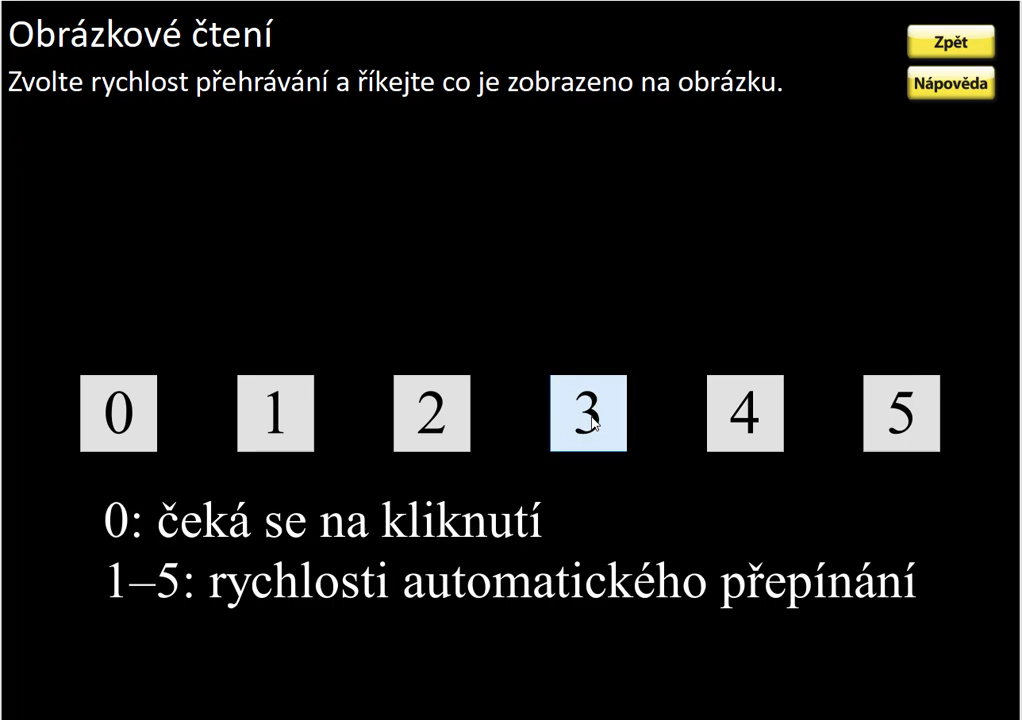 Obrázkové čtení
Zvolte rychlost přehrávání a říkejte co je zobrazeno na obrázku.
Zpět
Nápověda
0 1 2 3 4 5
0: čeká se na kliknutí
1–5: rychlosti automatického přepínání